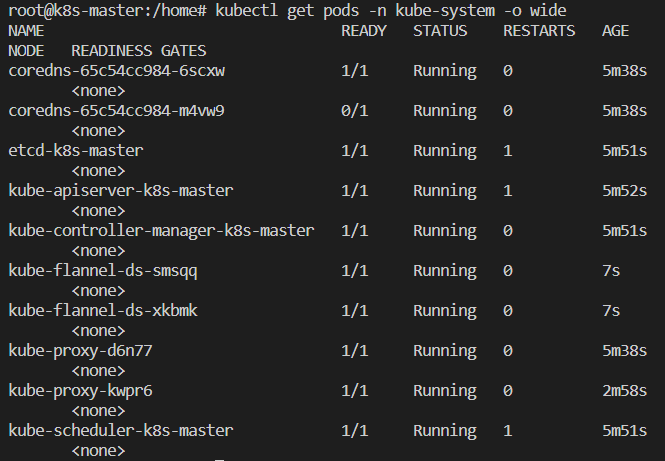 root@k8s-master:/home# kubectl get pods -n kube-system -o wide
NAME READY STATUS RESTARTS AGE
NODE READINESS GATES
coredns-65c54cc984-6scxw 1/1 Running 0 5m38s
<none>
coredns-65c54cc984-m4vw9 0/1 Running 0 5m38s
<none>
etcd-k8s-master 1/1 Running 1 5m51s
<none>
kube-apiserver-k8s-master 1/1 Running 1 5m52s
<none>
kube-controller-manager-k8s-master 1/1 Running 0 5m51s
<none>
kube-flannel-ds-smsqq 1/1 Running 0 7s
<none>
kube-flannel-ds-xkbmk 1/1 Running 0 7s
<none>
kube-proxy-d6n77 1/1 Running 0 5m38s
<none>
kube-proxy-kwpr6 1/1 Running 0 2m58s
<none>
kube-scheduler-k8s-master 1/1 Running 1 5m51s
<none>